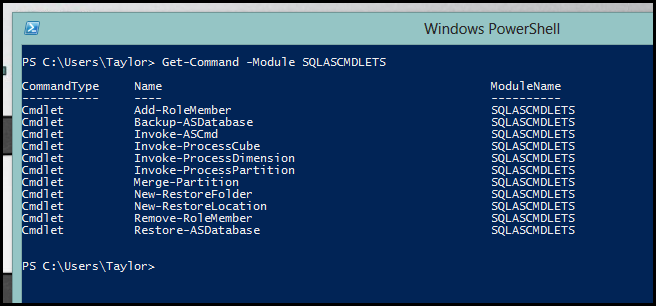 Windows PowerShell
PS C:\Users\Taylor> Get-Command -Module SQLASCMDLETS
CommandType Name ModuleName
----------- ---- ----------
Cmdlet Add-RoleMember SQLASCMDLETS
Cmdlet Backup-ASDatabase SQLASCMDLETS
Cmdlet Invoke-ASCmd SQLASCMDLETS
Cmdlet Invoke-ProcessCube SQLASCMDLETS
Cmdlet Invoke-ProcessDimension SQLASCMDLETS
Cmdlet Invoke-ProcessPartition SQLASCMDLETS
Cmdlet Merge-Partition SQLASCMDLETS
Cmdlet New-RestoreFolder SQLASCMDLETS
Cmdlet New-RestoreLocation SQLASCMDLETS
Cmdlet Remove-RoleMember SQLASCMDLETS
Cmdlet Restore-ASDatabase SQLASCMDLETS
PS C:\Users\Taylor>